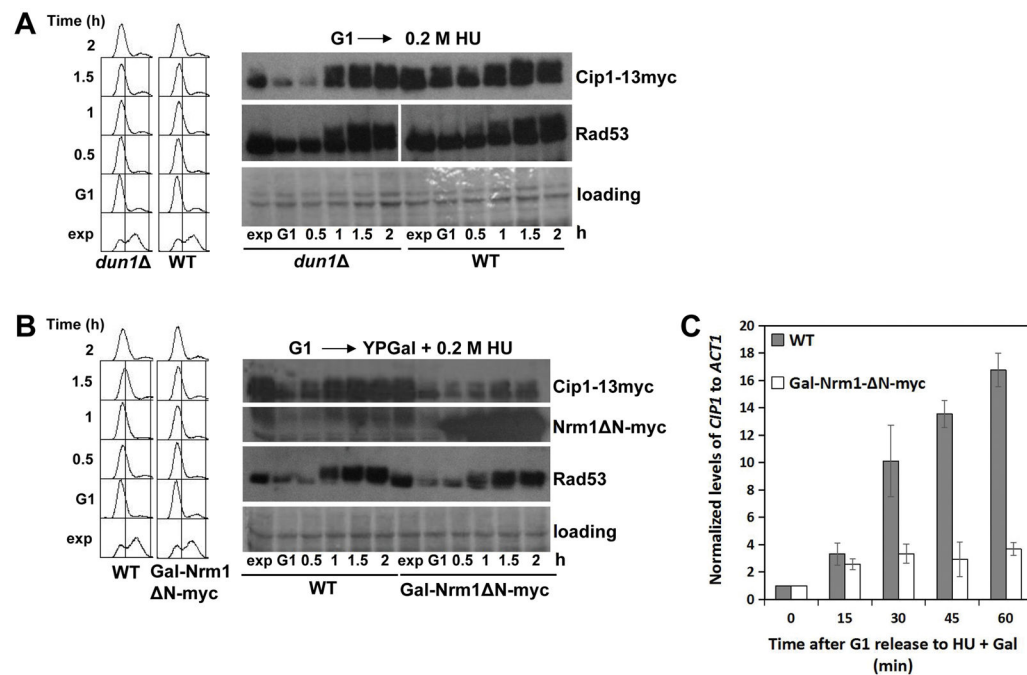 A
Time (h)
2
1.5
1
0.5
G1
exp
dun1Δ WT
G1 → 0.2 M HU
Cip1-13myc
Rad53
loading
exp G1 0.5 1 1.5 2 exp G1 0.5 1 1.5 2 h
dun1Δ WT
B
Time (h)
2
1.5
1
0.5
G1
exp
WT Gal-Nrm1
ΔN-myc
G1 → YPGal + 0.2 M HU
Cip1-13myc
Nrm1ΔN-myc
Rad53
loading
exp G1 0.5 1 1.5 2 exp G1 0.5 1 1.5 2 h
WT Gal-Nrm1ΔN-myc
C
Normalized levels of CIP1 to ACT1
20
18
16
14
12
10
8
6
4
2
0
WT
Gal-Nrm1-ΔN-myc
0 15 30 45 60
Time after G1 release to HU + Gal
(min)